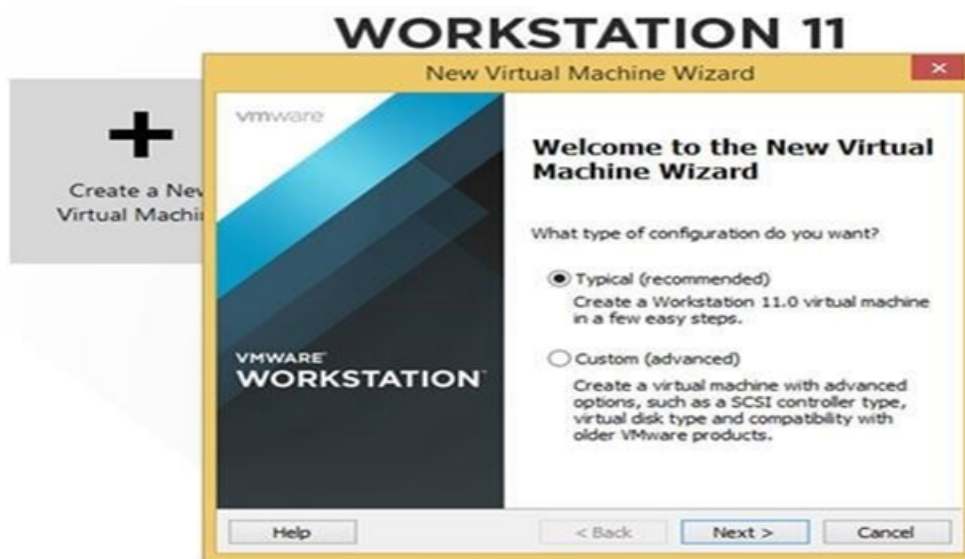 WORKSTATION 11
New Virtual Machine Wizard
Create a New
Virtual Machin
vmware
VMWARE
WORKSTATION
Welcome to the New Virtual
Machine Wizard
What type of configuration do you want?
Typical (recommended)
Create a Workstation 11.0 virtual machine
in a few easy steps.
Custom (advanced)
Create a virtual machine with advanced
options, such as a SCSI controller type,
virtual disk type and compatibility with
older VMware products.
Help
< Back
Next >
Cancel